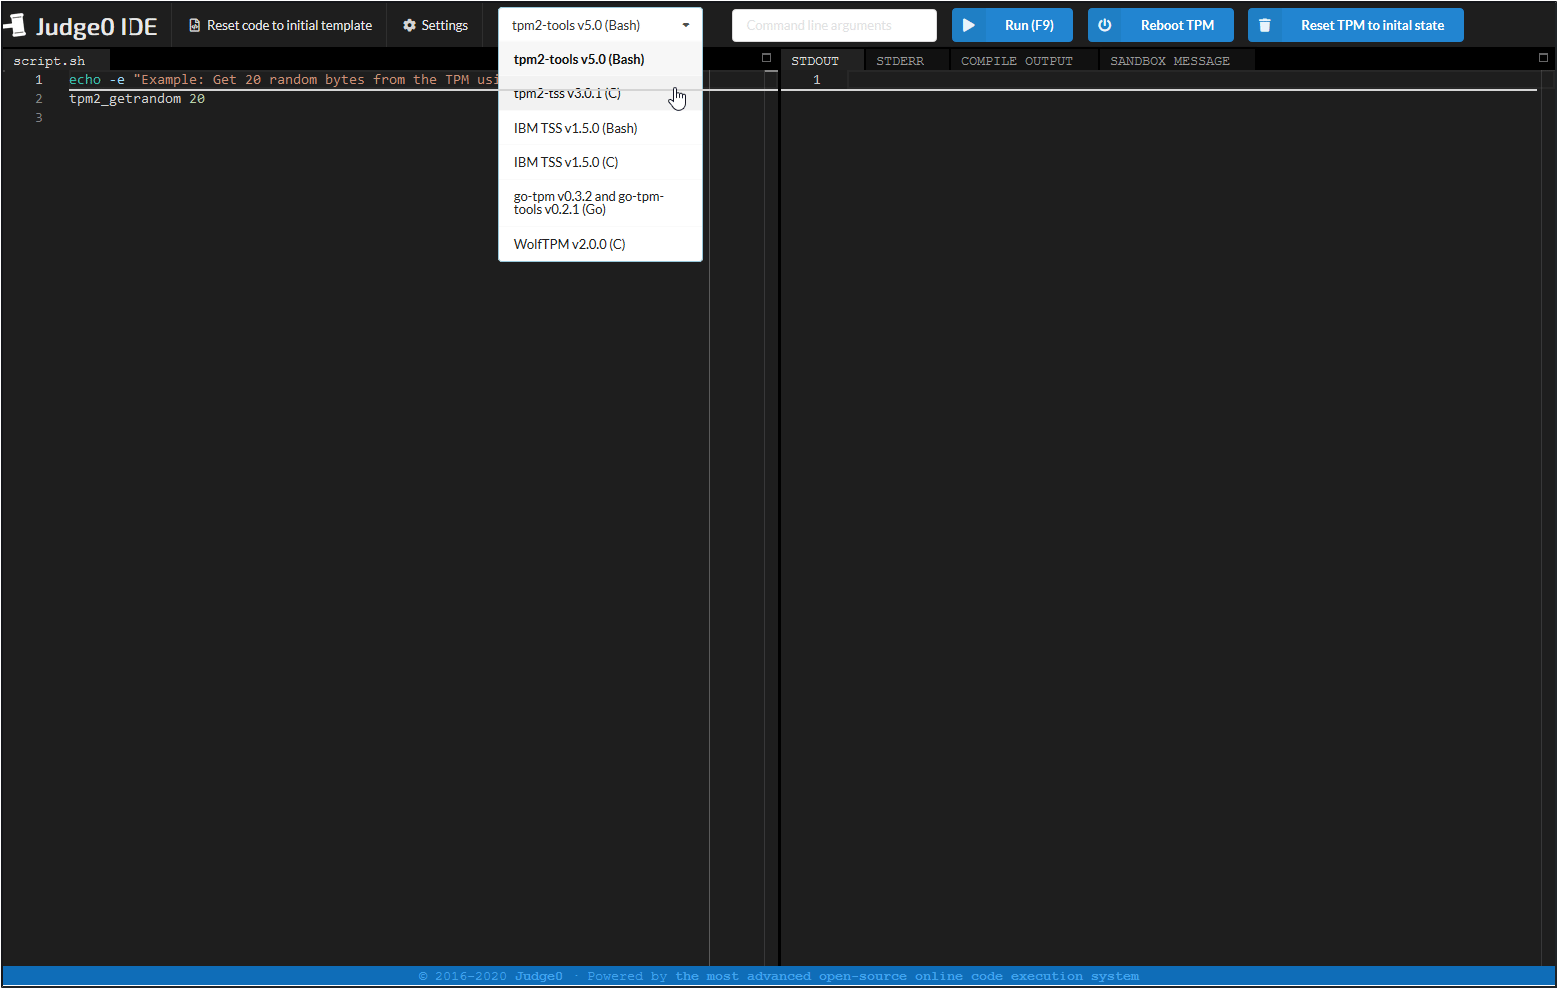 Judge0 IDE
Reset code to initial template
Settings
tpm2-tools v5.0 (Bash)
Command line arguments
Run (F9)
Reboot TPM
Reset TPM to inital state
tpm2-tools v5.0 (Bash)
tpm2-tss v3.0.1 (C)
IBM TSS v1.5.0 (Bash)
IBM TSS v1.5.0 (C)
go-tpm v0.3.2 and go-tpm-
tools v0.2.1 (Go)
WolfTPM v2.0.0 (C)
script.sh
1 echo -e "Example: Get 20 random bytes from the TPM usi
2 tpm2_getrandom 20
3
STDOUT
STDERR
COMPILE OUTPUT
SANDBOX MESSAGE
1
© 2016-2020 Judge0 · Powered by the most advanced open-source online code execution system